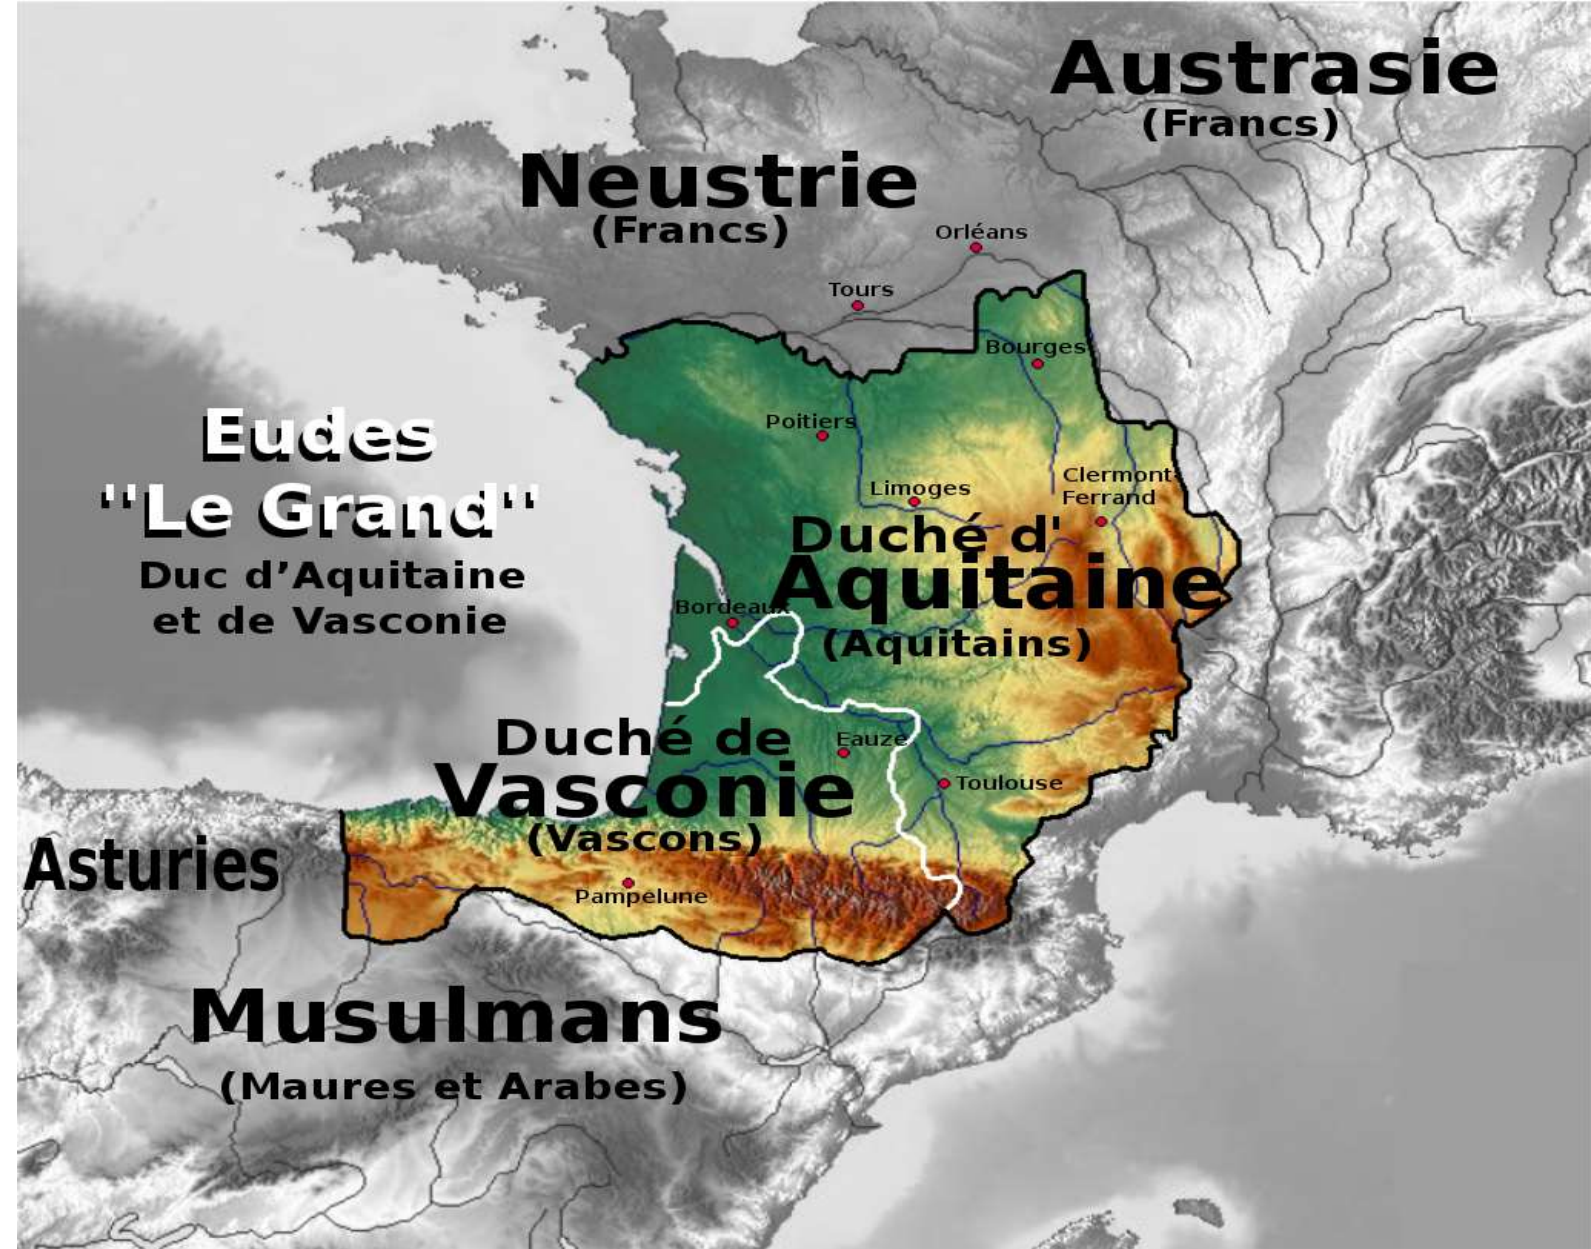 Austrasie
(Francs)
Neustrie
(Francs)
Orléans
Tours
Bourges
Eudes
"Le Grand"
Duc d’Aquitaine
et de Vasconie
Poitiers
Limoges
Clermont-
Ferrand
Duché d'
Aquitaine
(Aquitains)
Bordeaux
Duché de
Vasconie
(Vascons)
Eauze
Toulouse
Asturies
Pampelune
Musulmans
(Maures et Arabes)